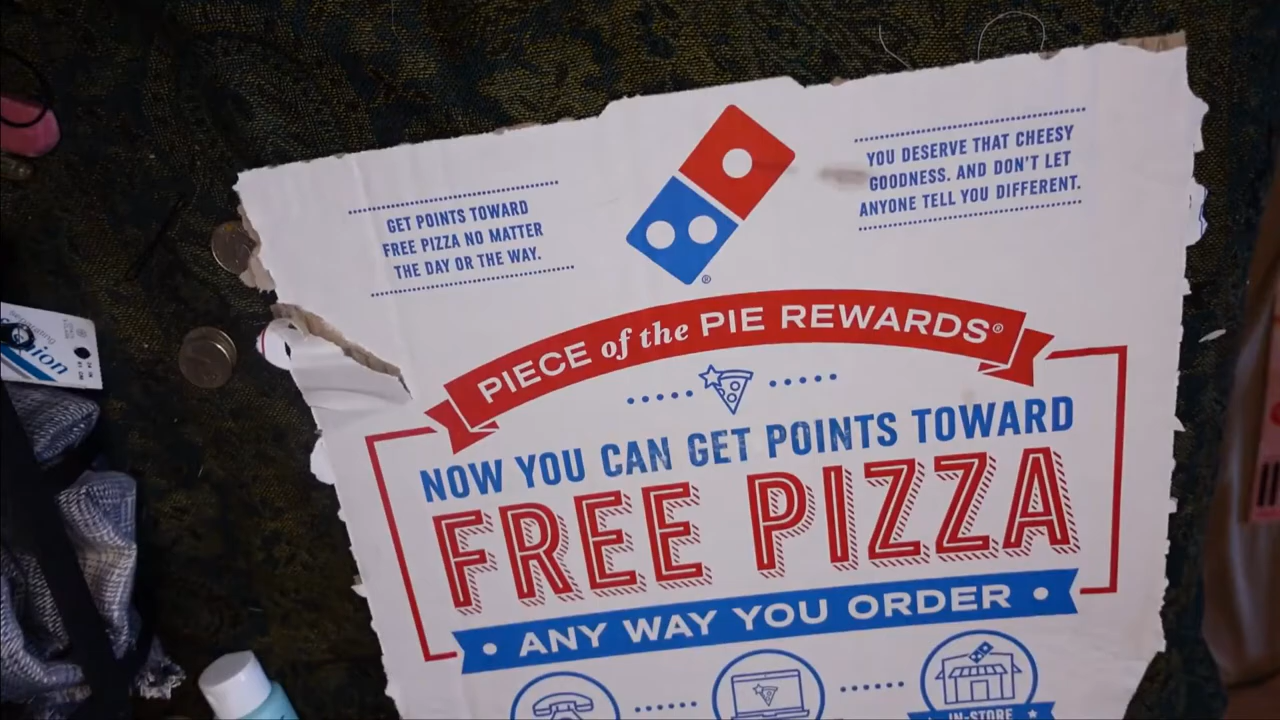 GET POINTS TOWARD
FREE PIZZA NO MATTER
THE DAY OR THE WAY.
YOU DESERVE THAT CHEESY
GOODNESS. AND DON'T LET
ANYONE TELL YOU DIFFERENT.
®
PIECE of the PIE REWARDS®
NOW YOU CAN GET POINTS TOWARD
FREE PIZZA
ANY WAY YOU ORDER
IN-STORE